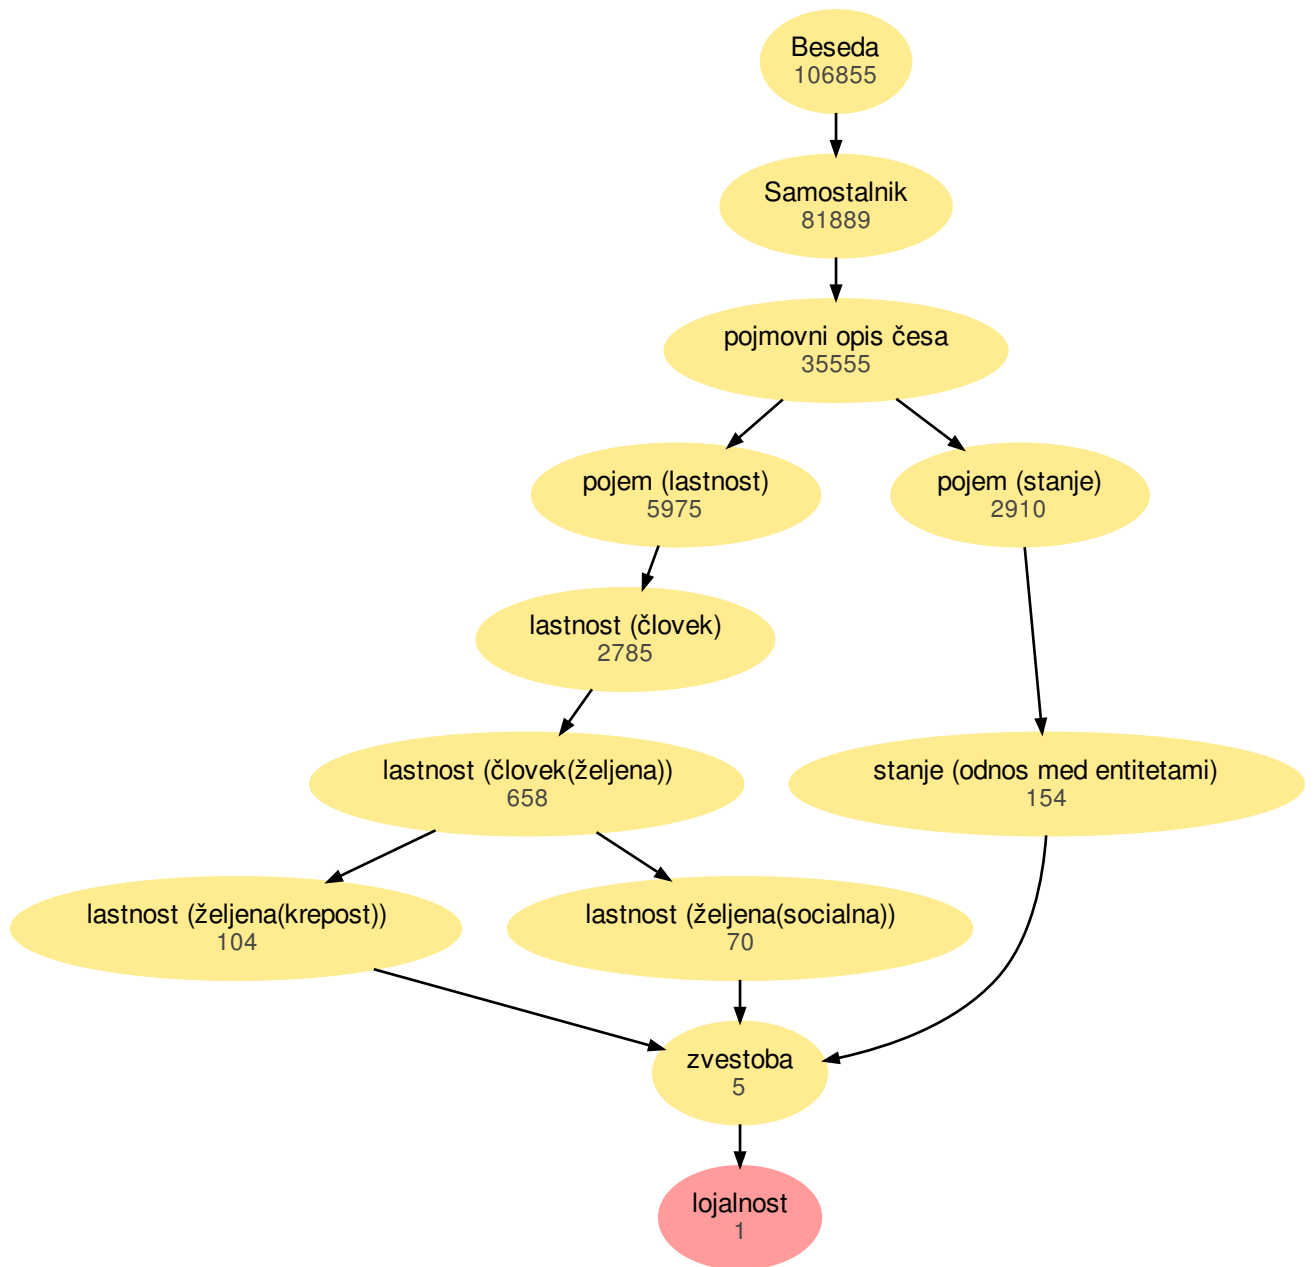 Beseda
106855
Samostalnik
81889
pojmovni opis česa
35555
pojem (lastnost)
5975
pojem (stanje)
2910
lastnost (človek)
2785
lastnost (človek(željena))
658
stanje (odnos med entitetami)
154
lastnost (željena(krepost))
104
lastnost (željena(socialna))
70
zvestoba
5
lojalnost
1